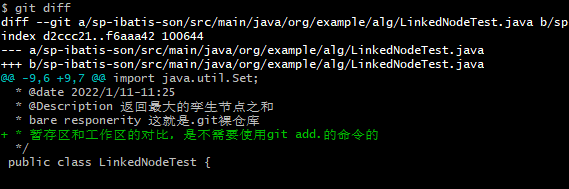 $ git diff
diff --git a/sp-ibatis-son/src/main/java/org/example/alg/LinkedNodeTest.java b/sp
index d2ccc21..f6aaa42 100644
--- a/sp-ibatis-son/src/main/java/org/example/alg/LinkedNodeTest.java
+++ b/sp-ibatis-son/src/main/java/org/example/alg/LinkedNodeTest.java
@@ -9,6 +9,7 @@ import java.util.Set;
  * @date 2022/1/11-11:25
  * @Description 返回最大的孪生节点之和
  * bare responerity 这就是.git裸仓库
+ * 暂存区和工作区的对比，是不需要使用git add.的命令的
  */
 public class LinkedNodeTest {